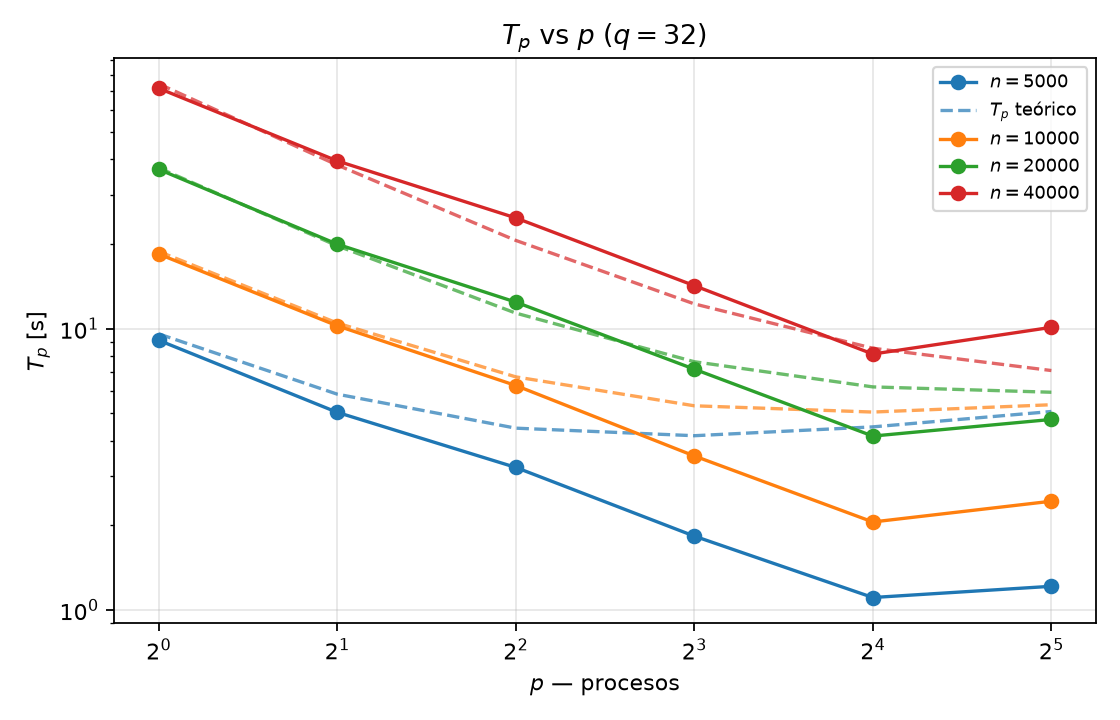 $T_p$ vs $p$ ($q = 32$)
$n = 5000$
$T_p$ teórico
$n = 10000$
$n = 20000$
$n = 40000$
$T_p$ [s]
$10^1$
$10^0$
$2^0$ $2^1$ $2^2$ $2^3$ $2^4$ $2^5$
$p$ — procesos